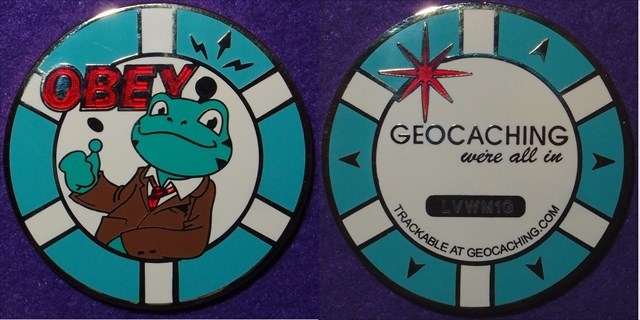 OBEY
GEOCACHING
we're all in
LVWM1G
TRACKABLE AT GEOCACHING.COM